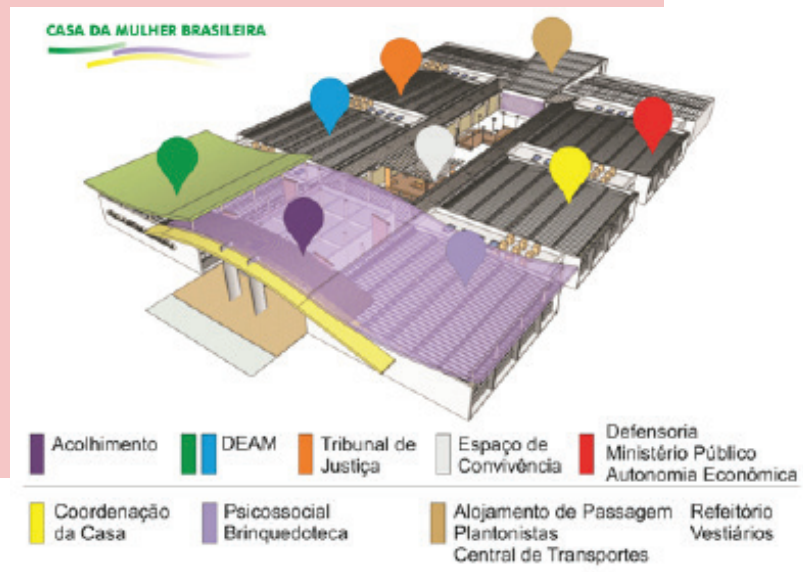 CASA DA MULHER BRASILEIRA
Acolhimento
DEAM
Tribunal de
Justiça
Espaço de
Convivência
Defensoria
Ministério Público
Autonomia Econômica
Coordenação
da Casa
Psicossocial
Brinquedoteca
Alojamento de Passagem
Plantonistas
Central de Transportes
Refeitório
Vestiários